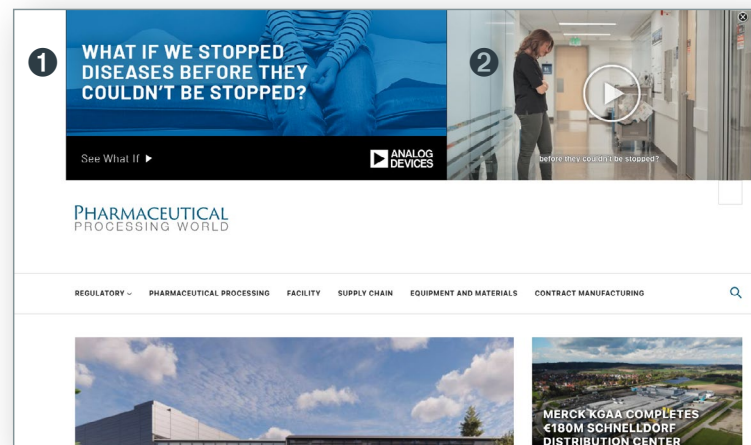 1
WHAT IF WE STOPPED
DISEASES BEFORE THEY
COULDN'T BE STOPPED?
See What If
ANALOG
DEVICES
2
before they couldn't be stopped?
PHARMACEUTICAL
PROCESSING WORLD
REGULATORY PHARMACEUTICAL PROCESSING FACILITY SUPPLY CHAIN EQUIPMENT AND MATERIALS CONTRACT MANUFACTURING
MERCK KGAA COMPLETES
€180M SCHNELLDORF
DISTRIBUTION CENTER